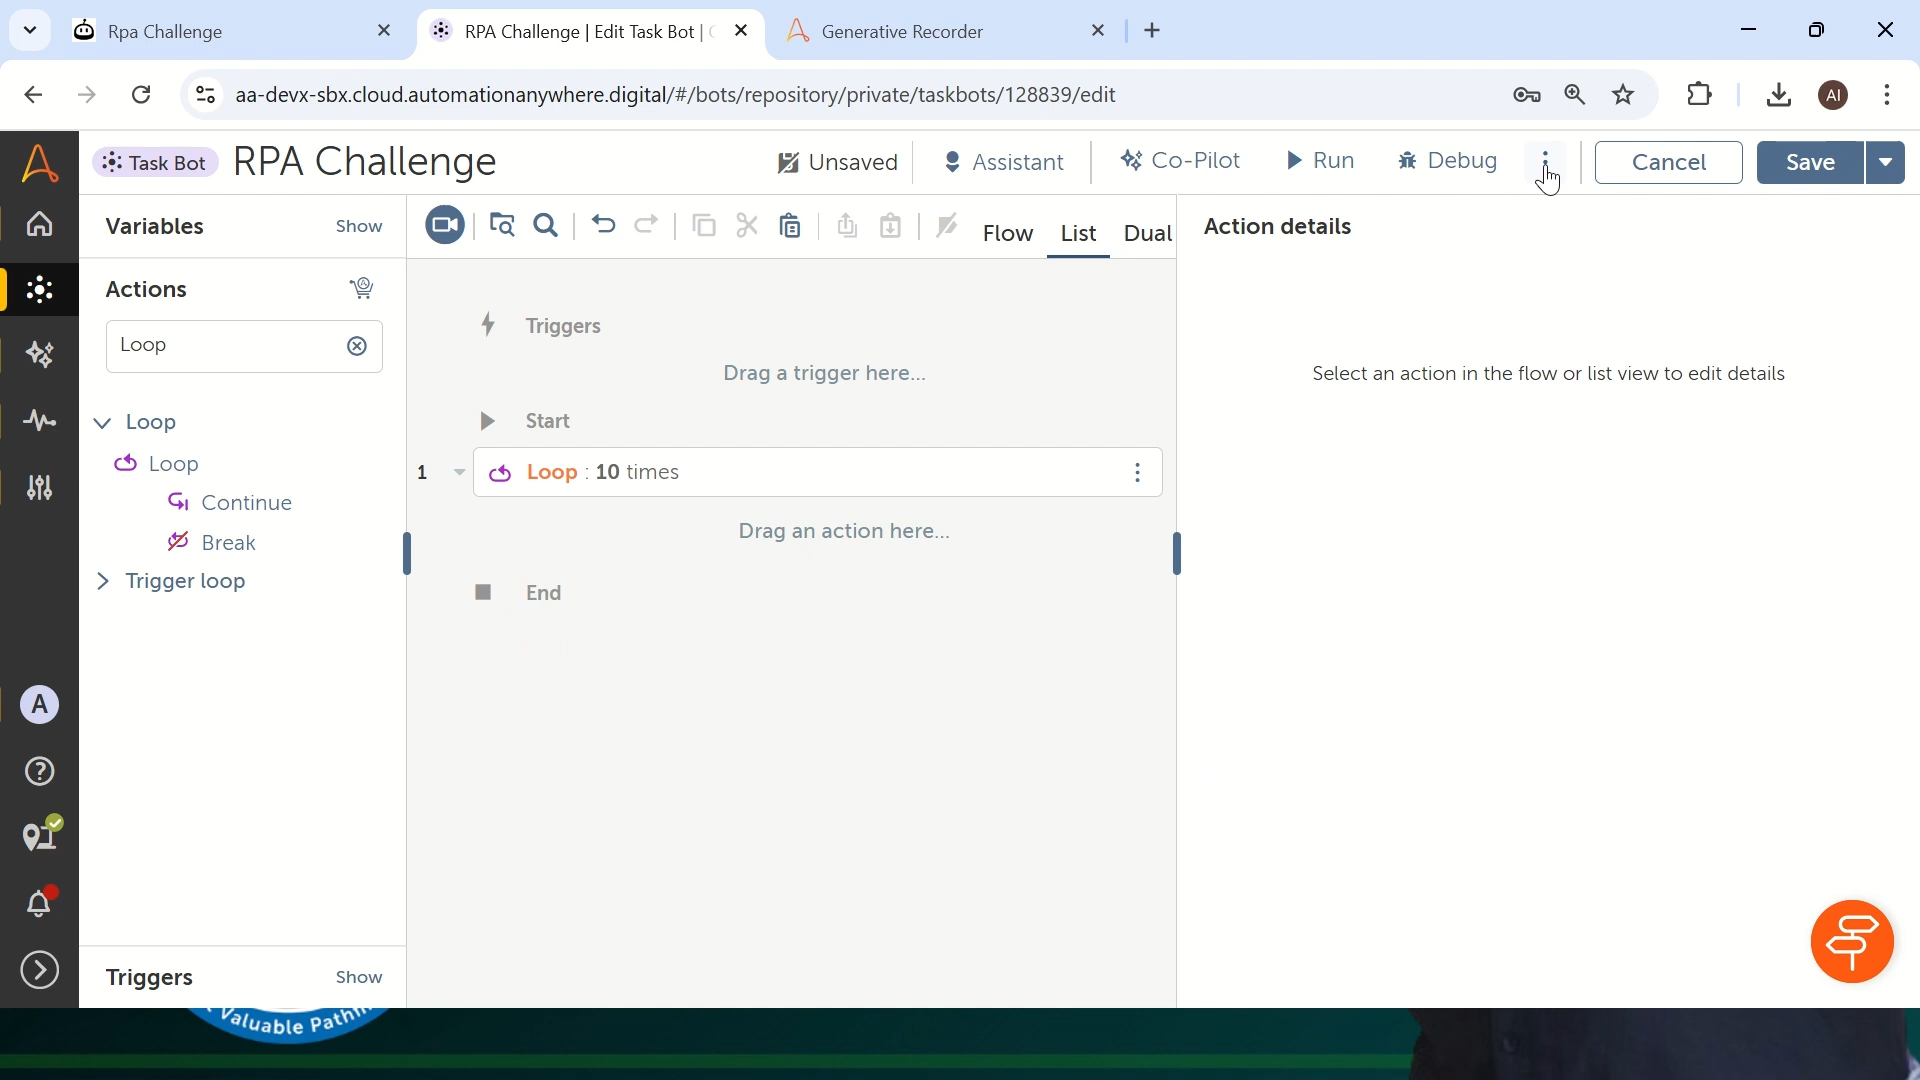 Rpa Challenge
RPA Challenge | Edit Task Bot |
Generative Recorder
aa-devx-sbx.cloud.automationanywhere.digital/#/bots/repository/private/taskbots/128839/edit
AI
Task Bot
RPA Challenge
Unsaved
Assistant
Co-Pilot
Run
Debug
Cancel
Save
Variables
Show
Flow
List
Dual
Action details
Actions
Loop
Loop
Loop
Continue
Break
Trigger loop
Triggers
Drag a trigger here...
Start
1
Loop : 10 times
Drag an action here...
End
Select an action in the flow or list view to edit details
A
Triggers
Show
Valuable